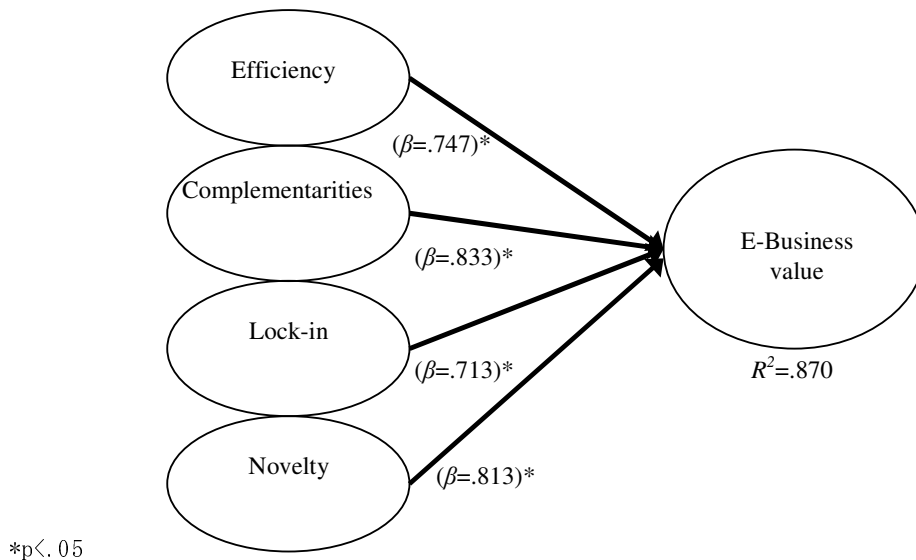 Efficiency
(β=.747)*
Complementarities
(β=.833)*
E-Business
value
Lock-in
(β=.713)*
R²=.870
Novelty
(β=.813)*
*p<.05